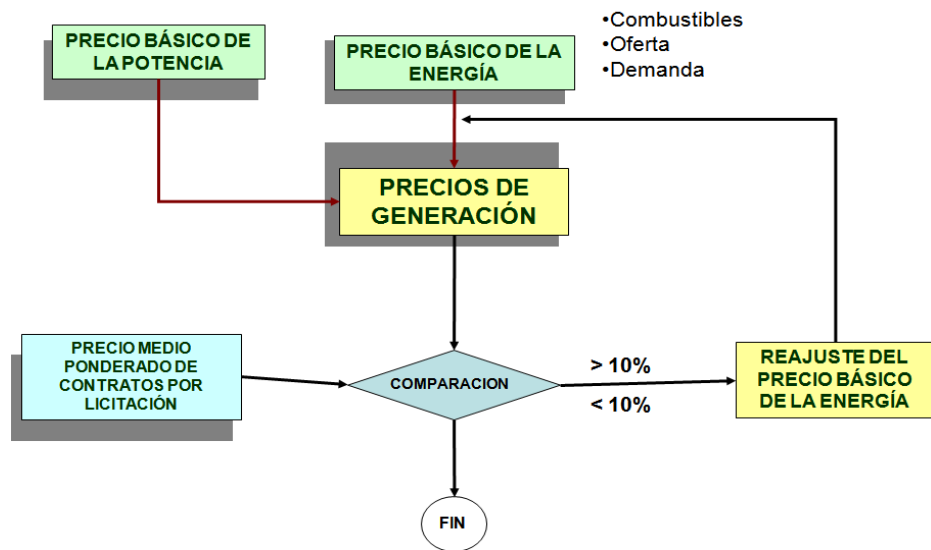 PRECIO BÁSICO DE
LA POTENCIA
PRECIO BÁSICO DE LA
ENERGÍA
•Combustibles
•Oferta
•Demanda
PRECIOS DE
GENERACIÓN
PRECIO MEDIO
PONDERADO DE
CONTRATOS POR
LICITACIÓN
COMPARACION
> 10%
< 10%
REAJUSTE DEL
PRECIO BÁSICO
DE LA ENERGÍA
FIN